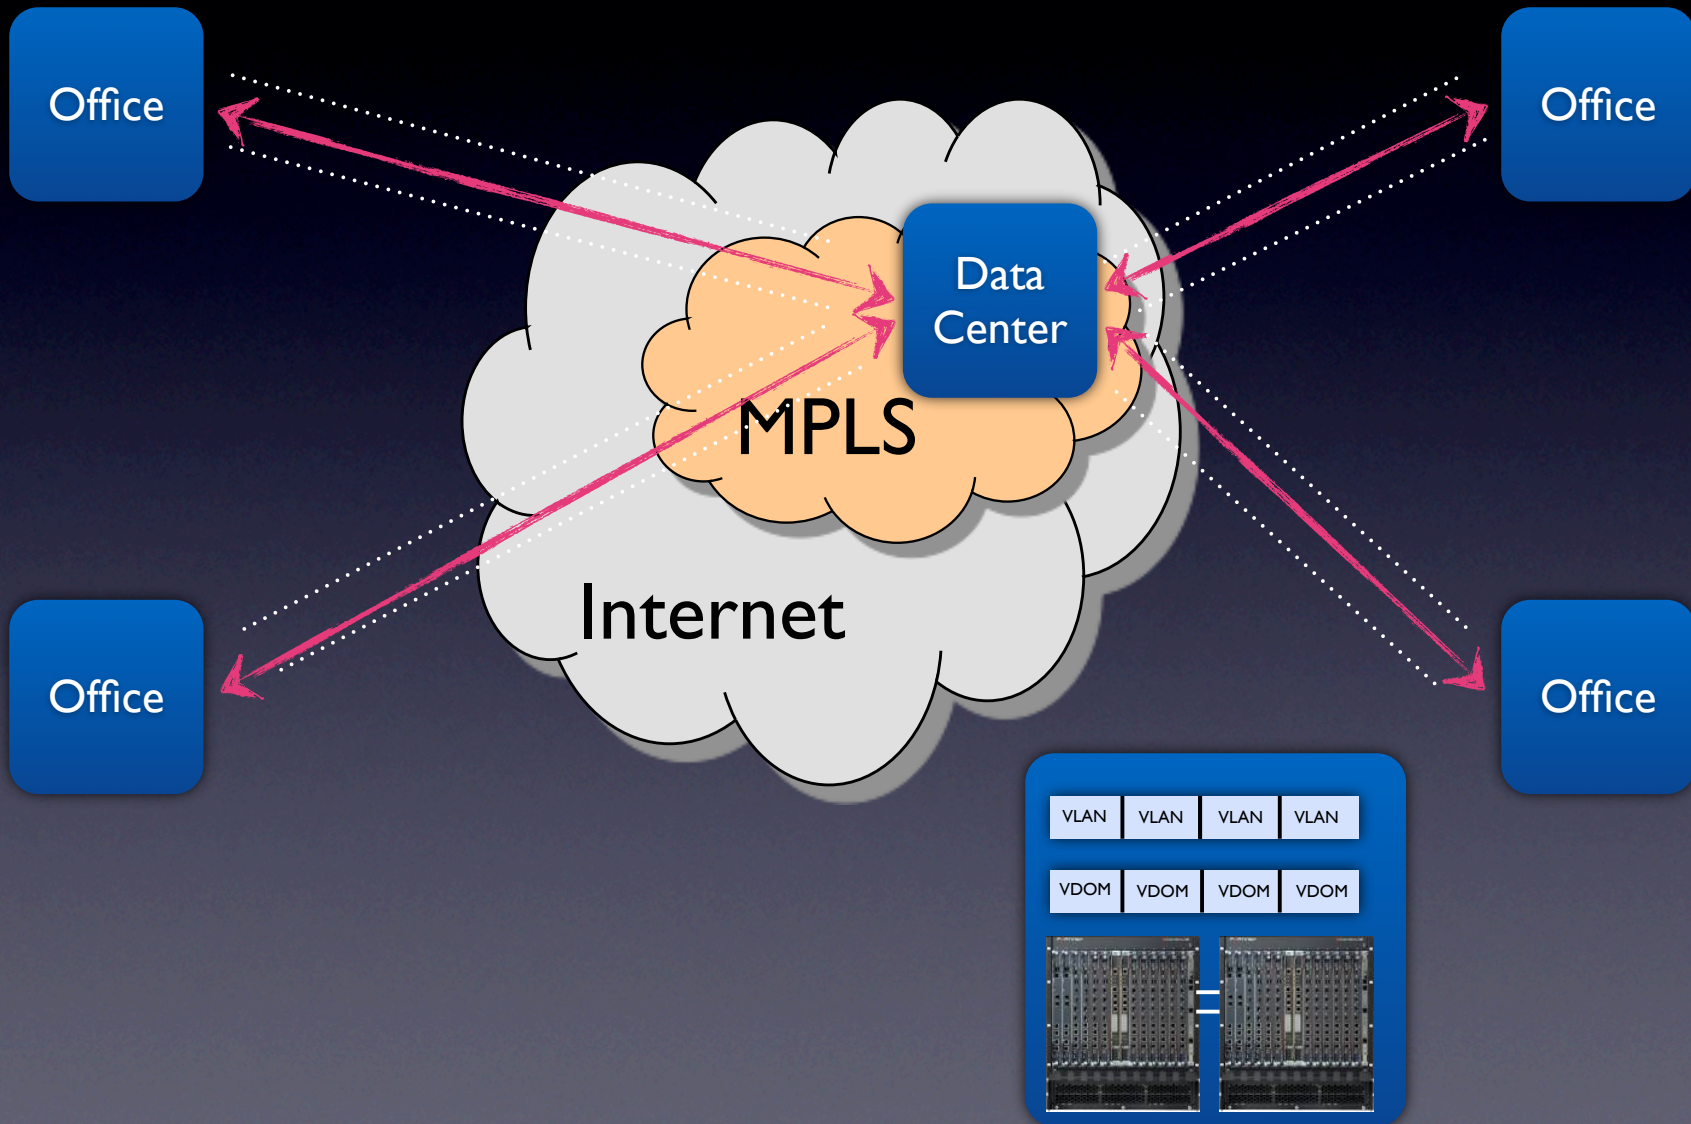 Office
Office
Data
Center
MPLS
Internet
Office
Office
VLAN VLAN VLAN VLAN
VDOM VDOM VDOM VDOM